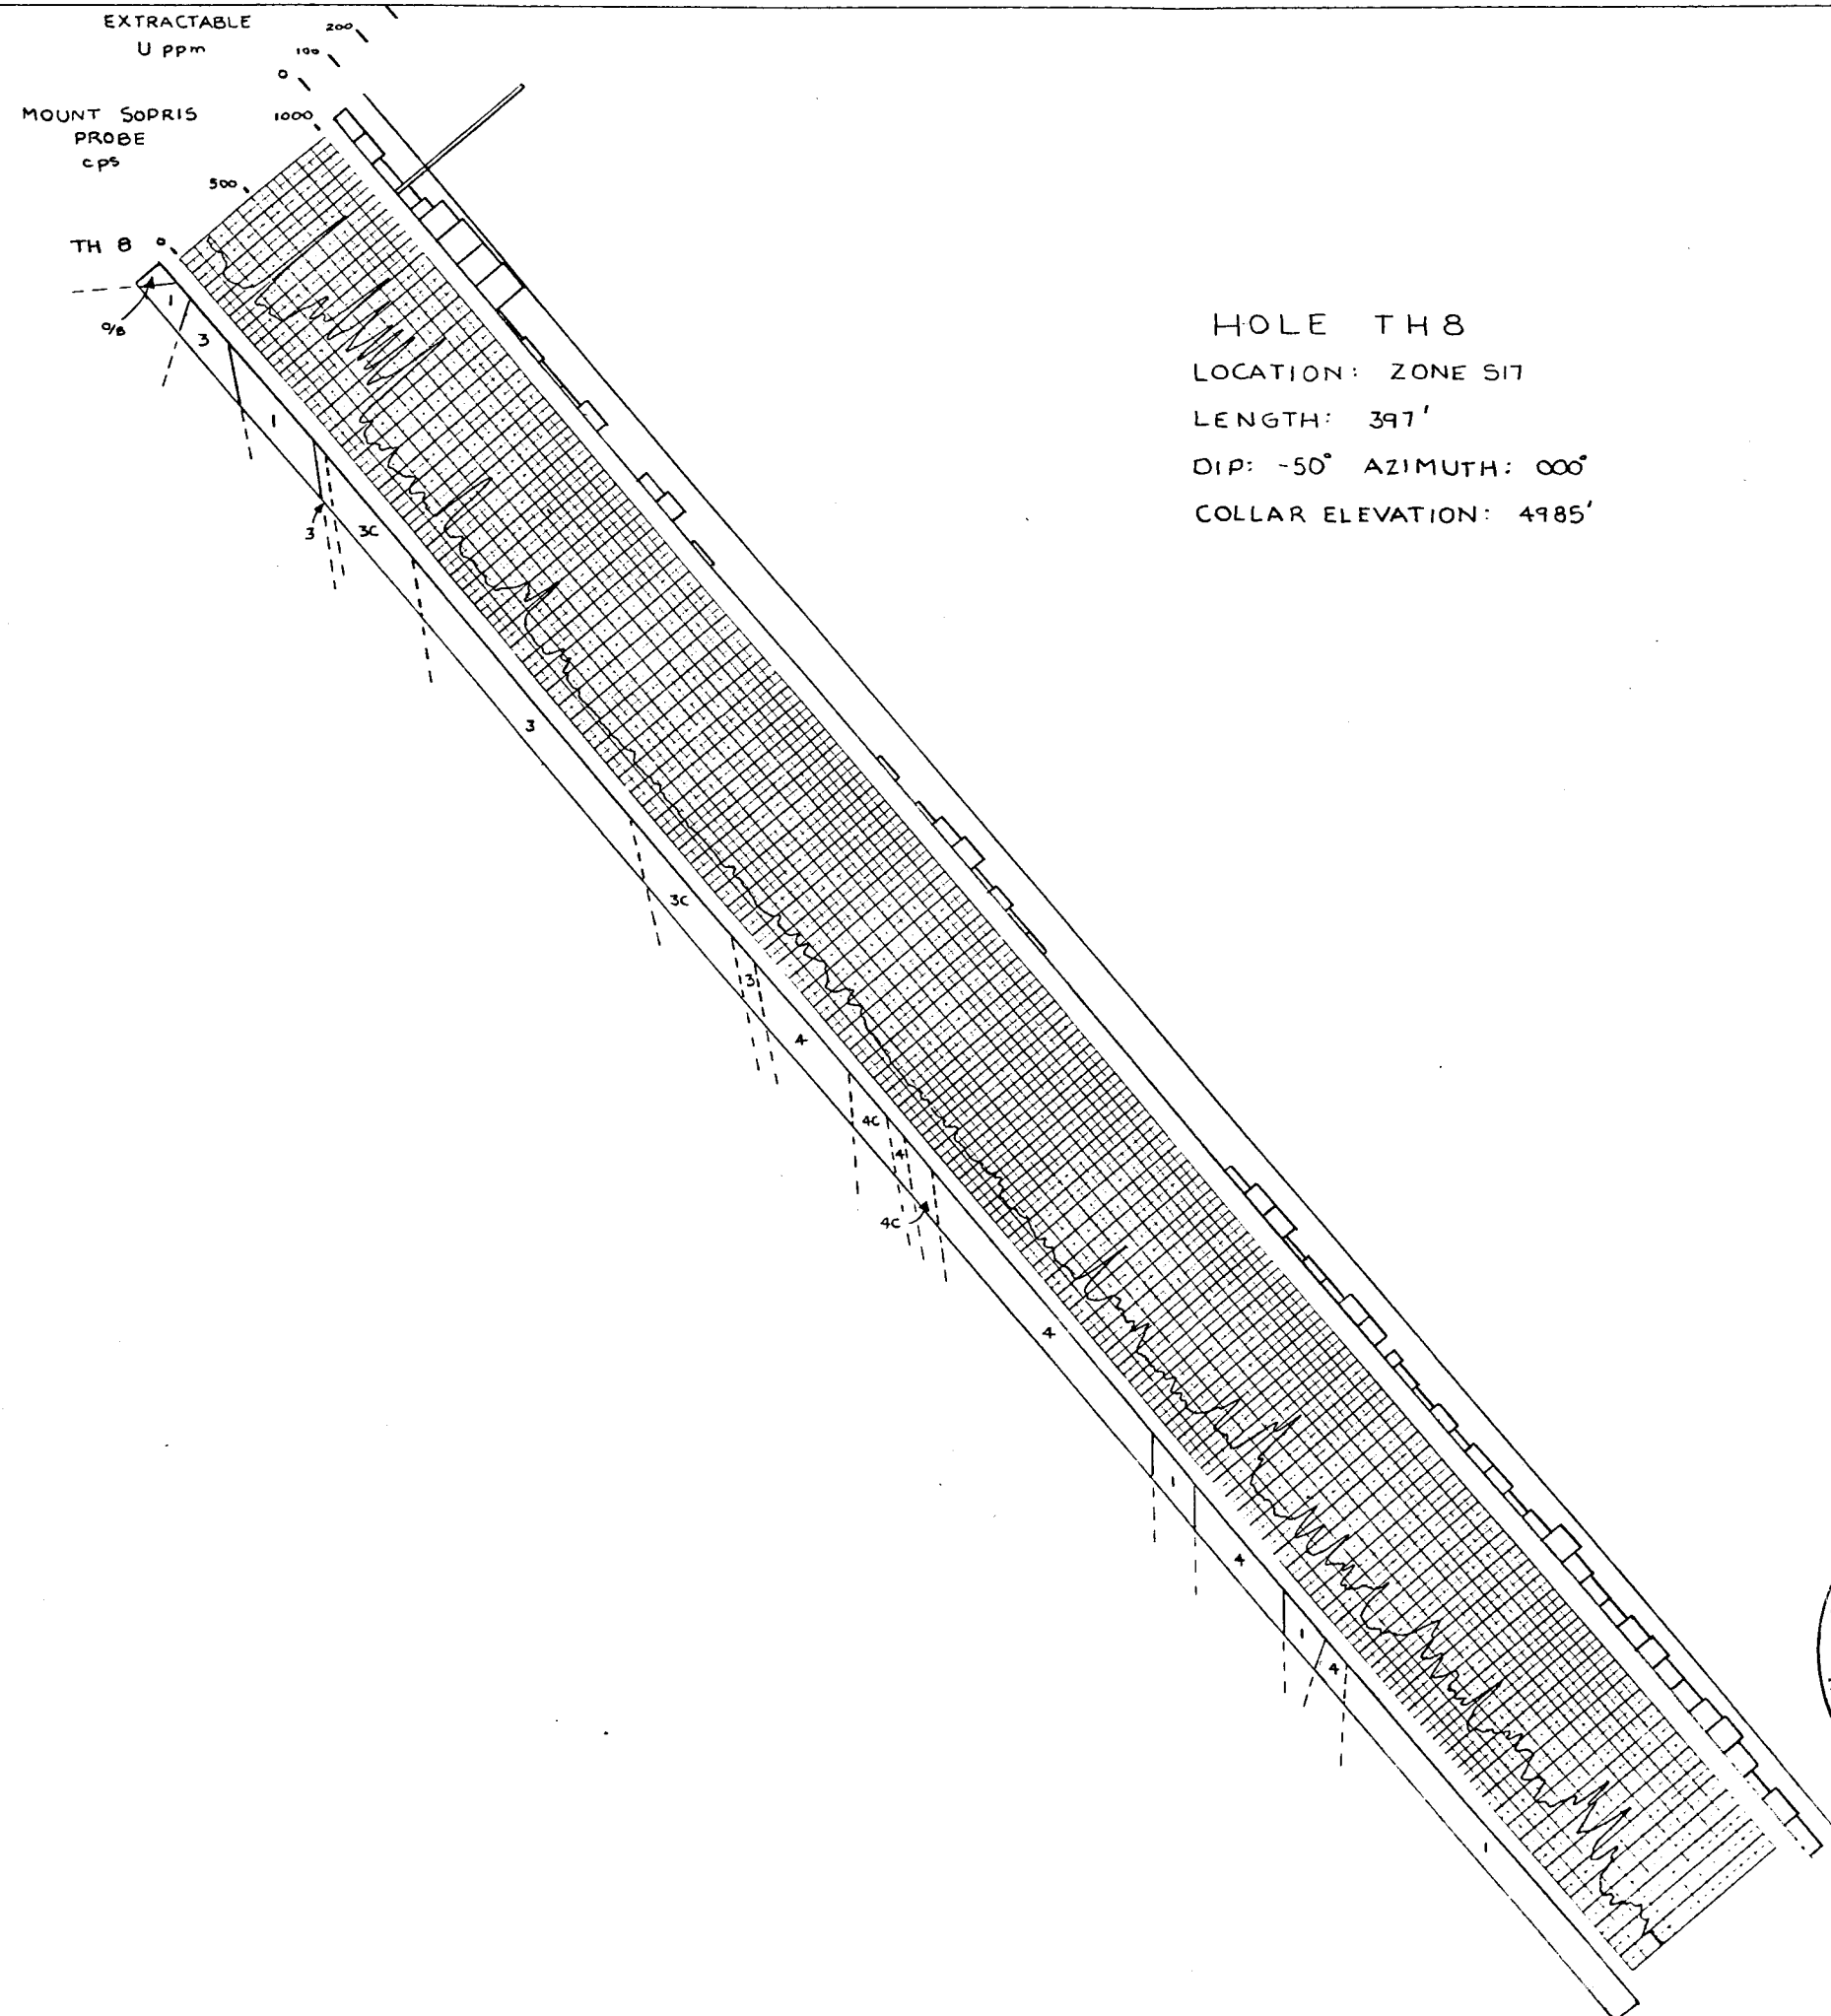 EXTRACTABLE
U ppm
200
100
0
MOUNT SOPRIS
PROBE
cps
1000
500
0
TH 8
O/B
1
3
1
3
3C
3
3C
3
4
4C
4
4C
4
1
4
1
4
1
HOLE TH8
LOCATION: ZONE S17
LENGTH: 397'
DIP: -50° AZIMUTH: 000°
COLLAR ELEVATION: 4985'